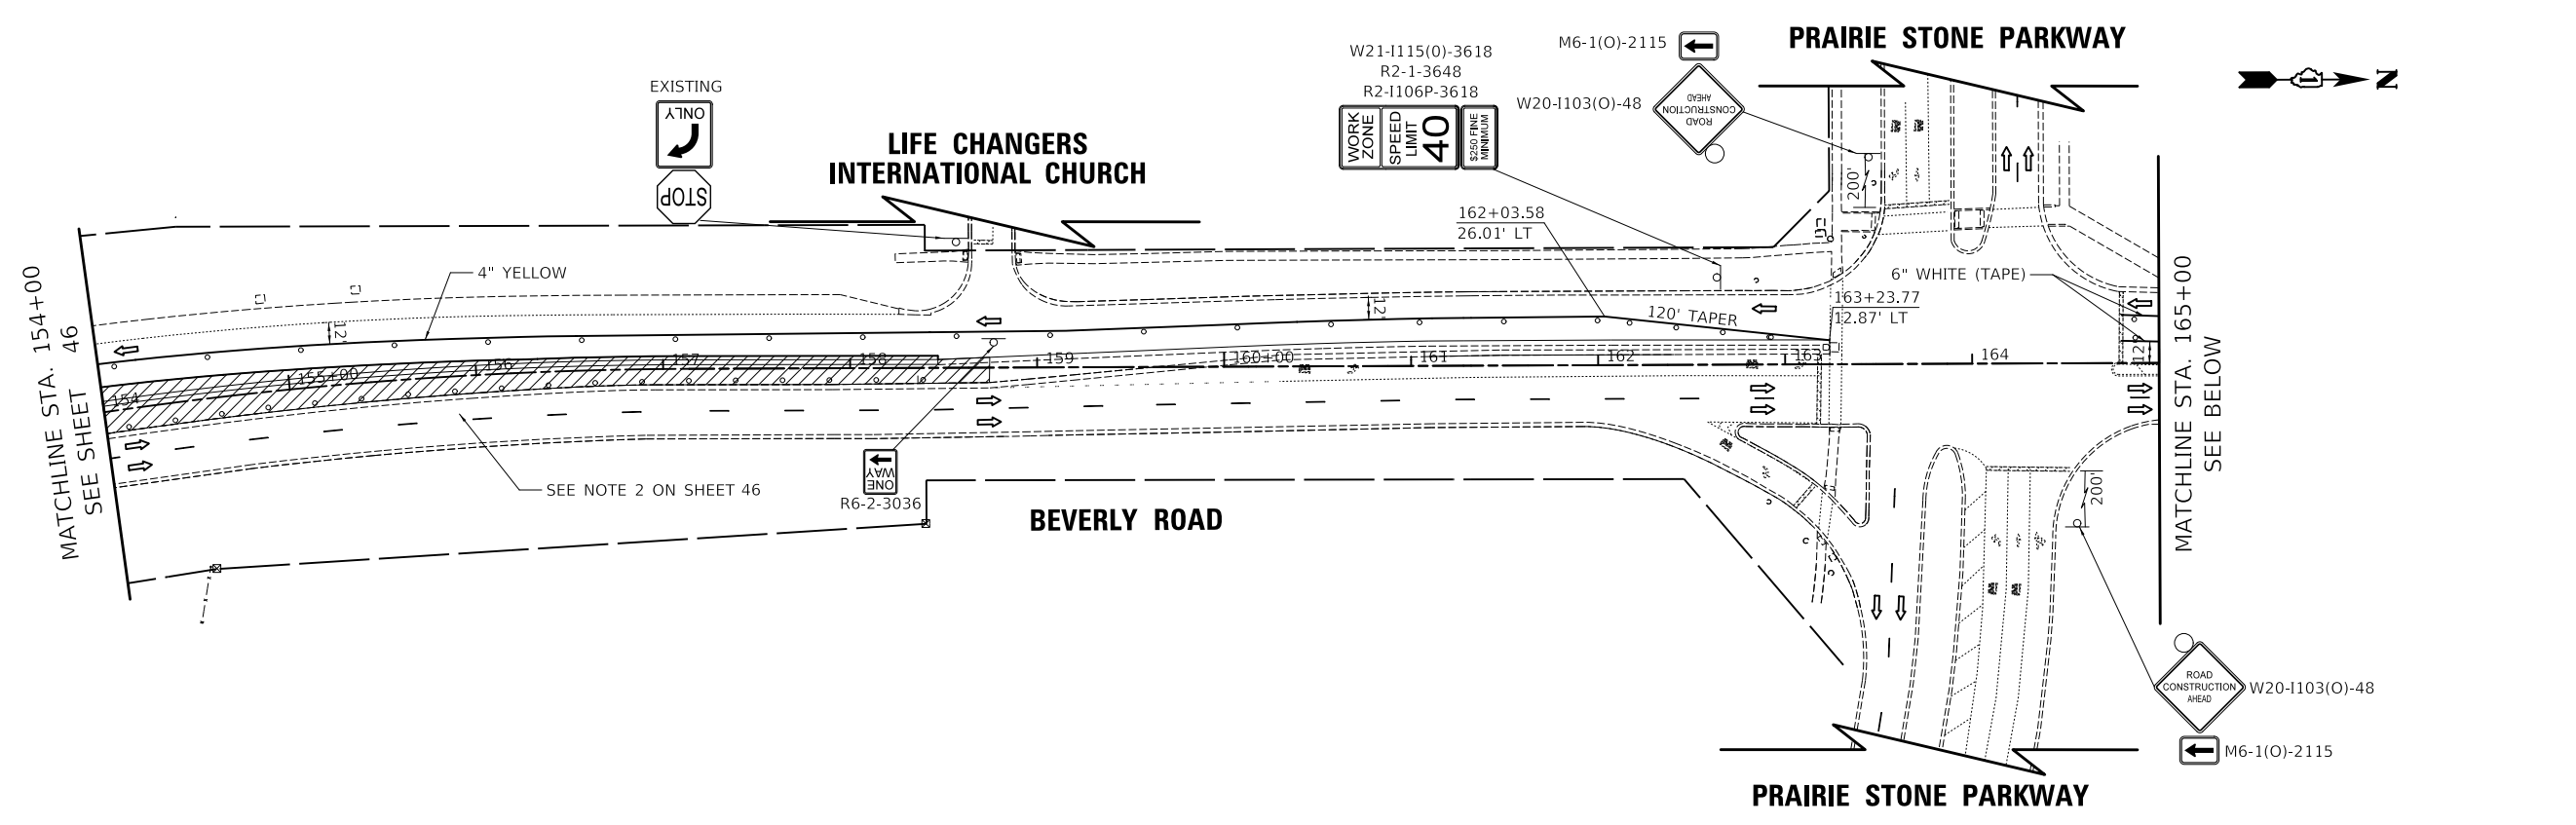 PRAIRIE STONE PARKWAY
W21-I115(0)-3618
R2-1-3648
R2-I106P-3618
M6-1(O)-2115
W20-I103(O)-48
ROAD
CONSTRUCTION
AHEAD
N
EXISTING
ONLY
STOP
LIFE CHANGERS
INTERNATIONAL CHURCH
WORK
ZONE
SPEED
LIMIT
40
$250 FINE
MINIMUM
200'
162+03.58
26.01' LT
MATCHLINE STA. 154+00
SEE SHEET 46
4" YELLOW
12'
12'
120' TAPER
163+23.77
12.87' LT
6" WHITE (TAPE)
12'
MATCHLINE STA. 165+00
SEE BELOW
154
155+00
156
157
158
159
160+00
161
162
163
164
SEE NOTE 2 ON SHEET 46
ONE
WAY
R6-2-3036
BEVERLY ROAD
200'
ROAD
CONSTRUCTION
AHEAD
W20-I103(O)-48
M6-1(O)-2115
PRAIRIE STONE PARKWAY